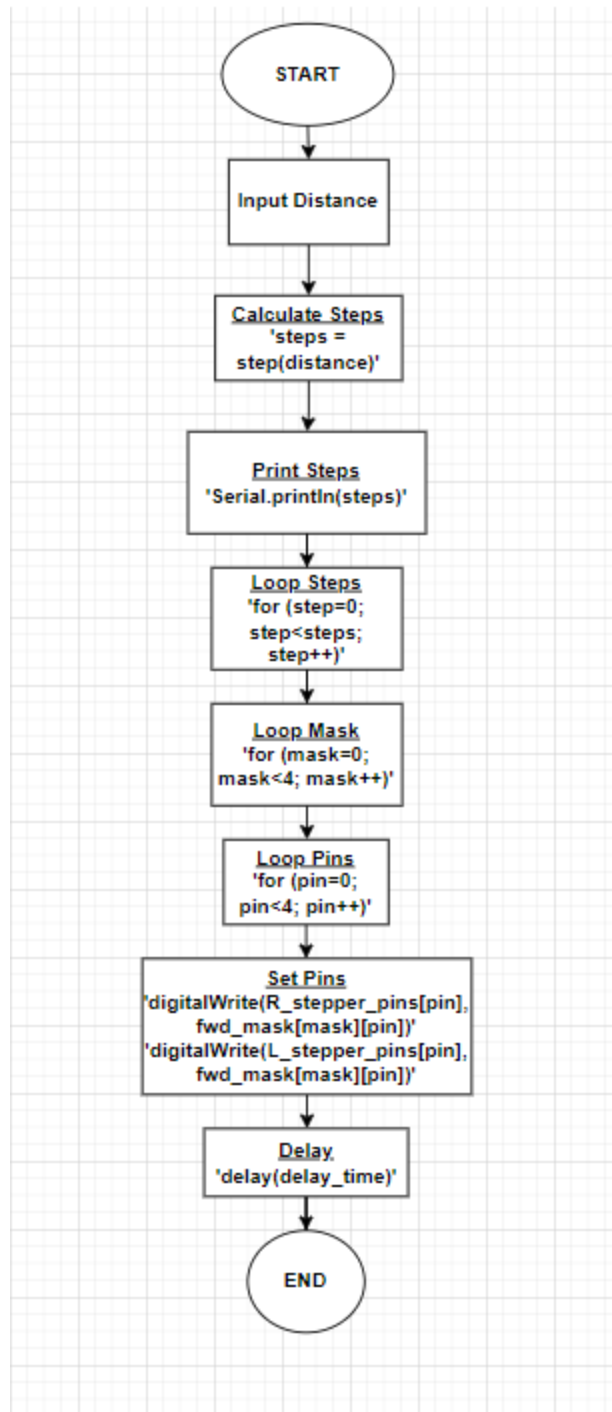 START
Input Distance
Calculate Steps
'steps =
step(distance)'
Print Steps
'Serial.println(steps)'
Loop Steps
'for (step=0;
step<steps;
step++)'
Loop Mask
'for (mask=0;
mask<4; mask++)'
Loop Pins
'for (pin=0;
pin<4; pin++)'
Set Pins
'digitalWrite(R_stepper_pins[pin],
fwd_mask[mask][pin])'
'digitalWrite(L_stepper_pins[pin],
fwd_mask[mask][pin])'
Delay
'delay(delay_time)'
END